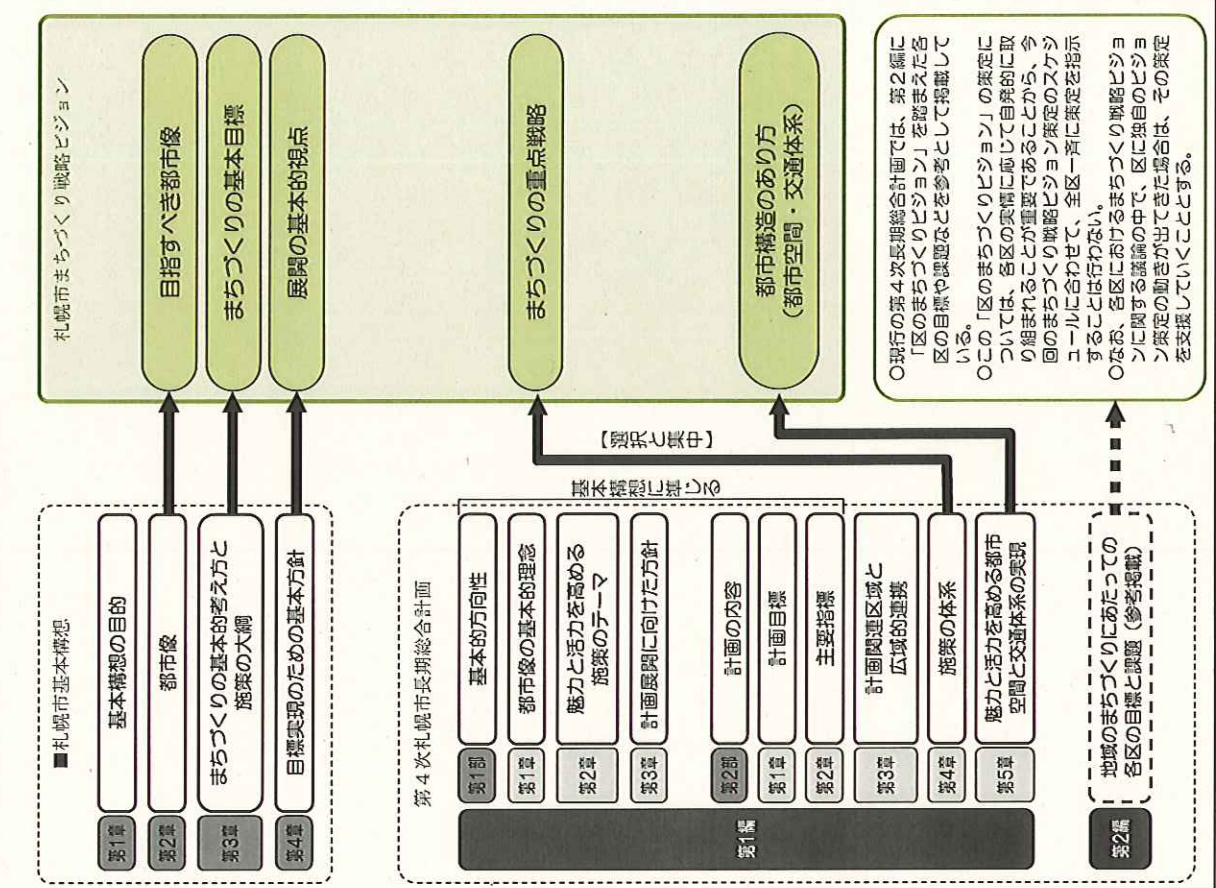 ■札幌市基本構想
第1章
基本構想の目的
第2章
都市像
第3章
まちづくりの基本的考え方と
施策の大綱
第4章
目標実現のための基本方針
第4次札幌市長期総合計画
第1編
第1部
基本的方向性
第1章
都市像の基本的理念
第2章
魅力と活力を高める
施策のテーマ
第3章
計画展開に向けた方針
第2部
計画の内容
第1章
計画目標
第2章
主要指標
第3章
計画関連区域と
広域的連携
第4章
施策の体系
第5章
魅力と活力を高める都市
空間と交通体系の実現
第2編
地域のまちづくりにあたっての
各区の目標と課題（参考掲載）
基本構想に準じる
【選択と集中】
札幌市まちづくり戦略ビジョン
目指すべき都市像
まちづくりの基本目標
展開の基本的視点
まちづくりの重点戦略
都市構造のあり方
（都市空間・交通体系）
○現行の第4次長期総合計画では、第2編に
「区のまちづくりビジョン」を踏まえた各
区の目標や課題などを参考として掲載して
いる。
○この「区のまちづくりビジョン」の策定に
ついては、各区の実情に応じて自発的に取
り組まれることが重要であることから、今
回のまちづくり戦略ビジョン策定のスケジ
ュールに合わせて、全区一斉に策定を指示
することは行わない。
○なお、各区におけるまちづくり戦略ビジョ
ンに関する議論の中で、区に独自のビジョ
ン策定の動きが出てきた場合は、その策定
を支援していくこととする。